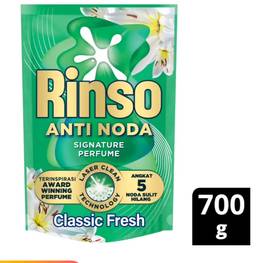 Rinso
ANTI NODA
SIGNATURE
PERFUME
TERINSPIRASI
AWARD
WINNING
PERFUME
LASER CLEAN
TECHNOLOGY
ANGKAT
5
NODA SULIT
HILANG
Classic Fresh
700
g